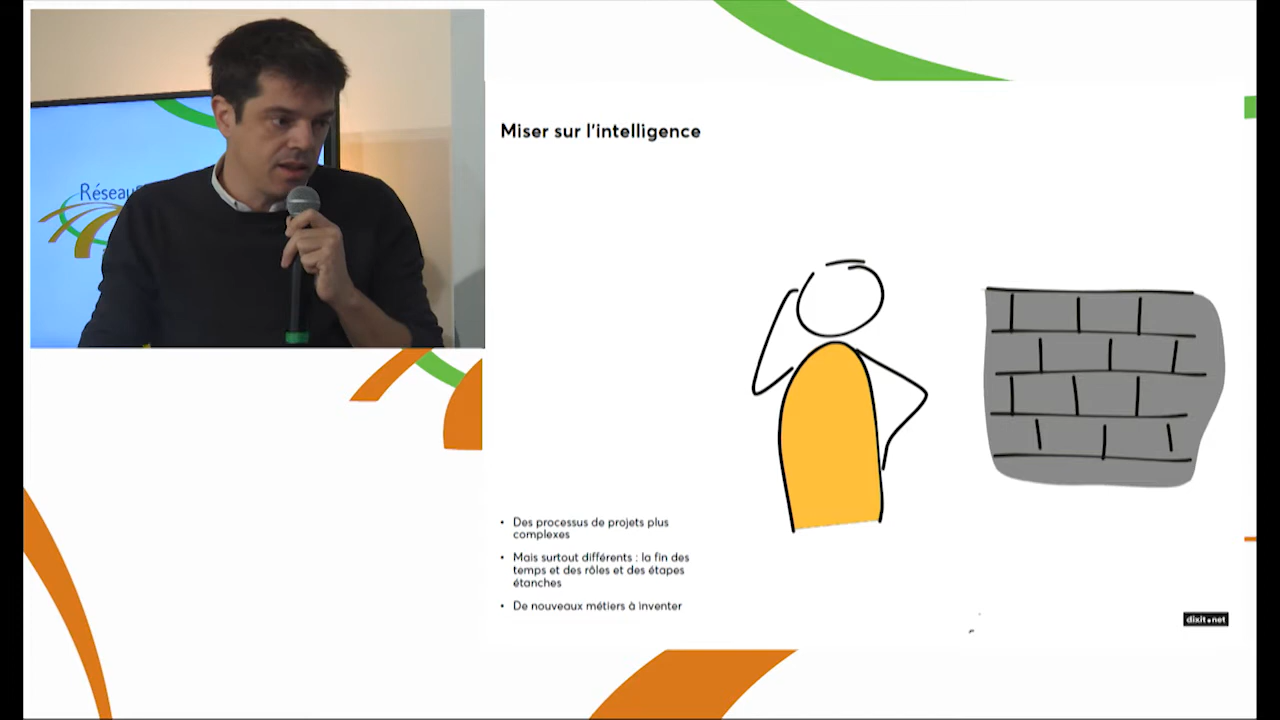 Miser sur l'intelligence
Réseau
• Des processus de projets plus
complexes
• Mais surtout différents : la fin des
temps et des rôles et des étapes
étanches
• De nouveaux métiers à inventer
dixit.net